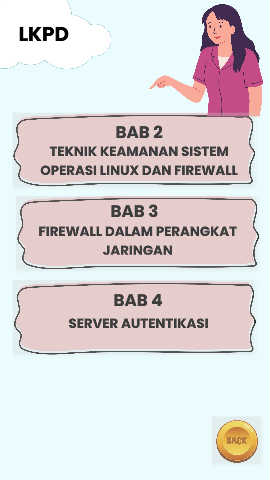 LKPD
BAB 2
TEKNIK KEAMANAN SISTEM
OPERASI LINUX DAN FIREWALL
BAB 3
FIREWALL DALAM PERANGKAT
JARINGAN
BAB 4
SERVER AUTENTIKASI
BACK